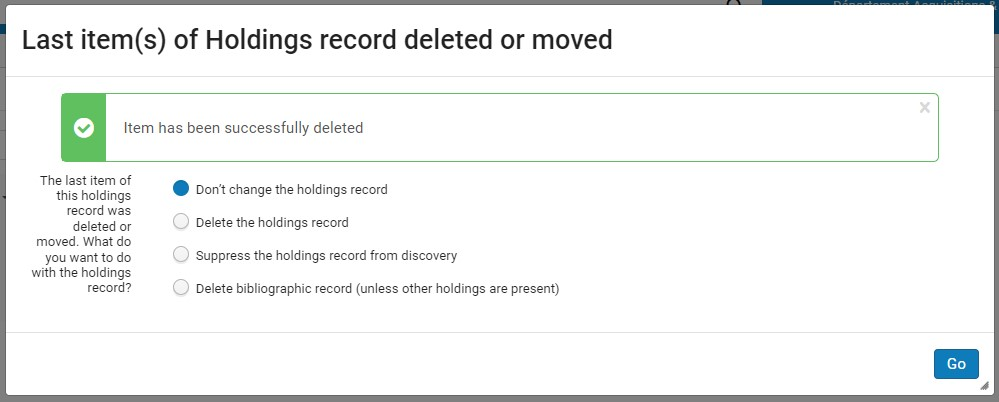 Département Acquisitions &
Last item(s) of Holdings record deleted or moved
Item has been successfully deleted
×
The last item of
this holdings
record was
deleted or
moved. What do
you want to do
with the holdings
record?
Don't change the holdings record
Delete the holdings record
Suppress the holdings record from discovery
Delete bibliographic record (unless other holdings are present)
Go